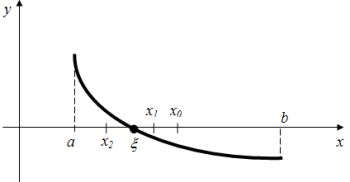 y
x₁ x₀ b
a x₂ ξ x